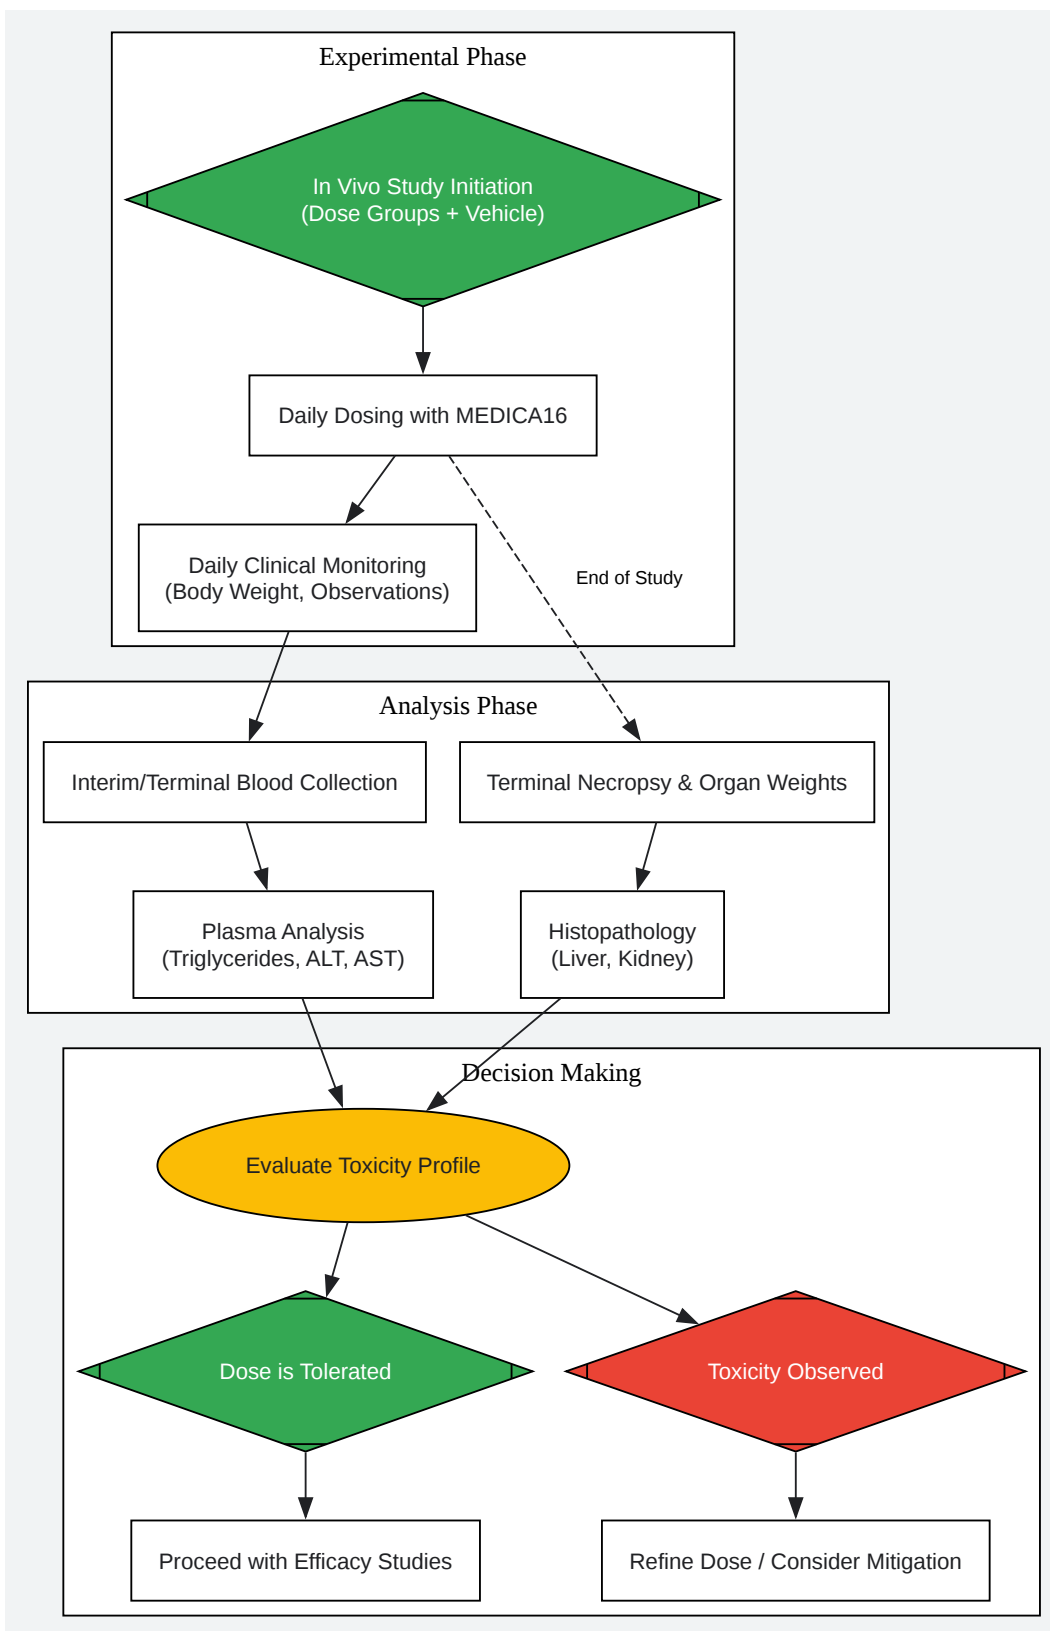 Experimental Phase
In Vivo Study Initiation
(Dose Groups + Vehicle)
Daily Dosing with MEDICA16
Daily Clinical Monitoring
(Body Weight, Observations)
End of Study
Analysis Phase
Interim/Terminal Blood Collection
Terminal Necropsy & Organ Weights
Plasma Analysis
(Triglycerides, ALT, AST)
Histopathology
(Liver, Kidney)
Decision Making
Evaluate Toxicity Profile
Dose is Tolerated
Toxicity Observed
Proceed with Efficacy Studies
Refine Dose / Consider Mitigation